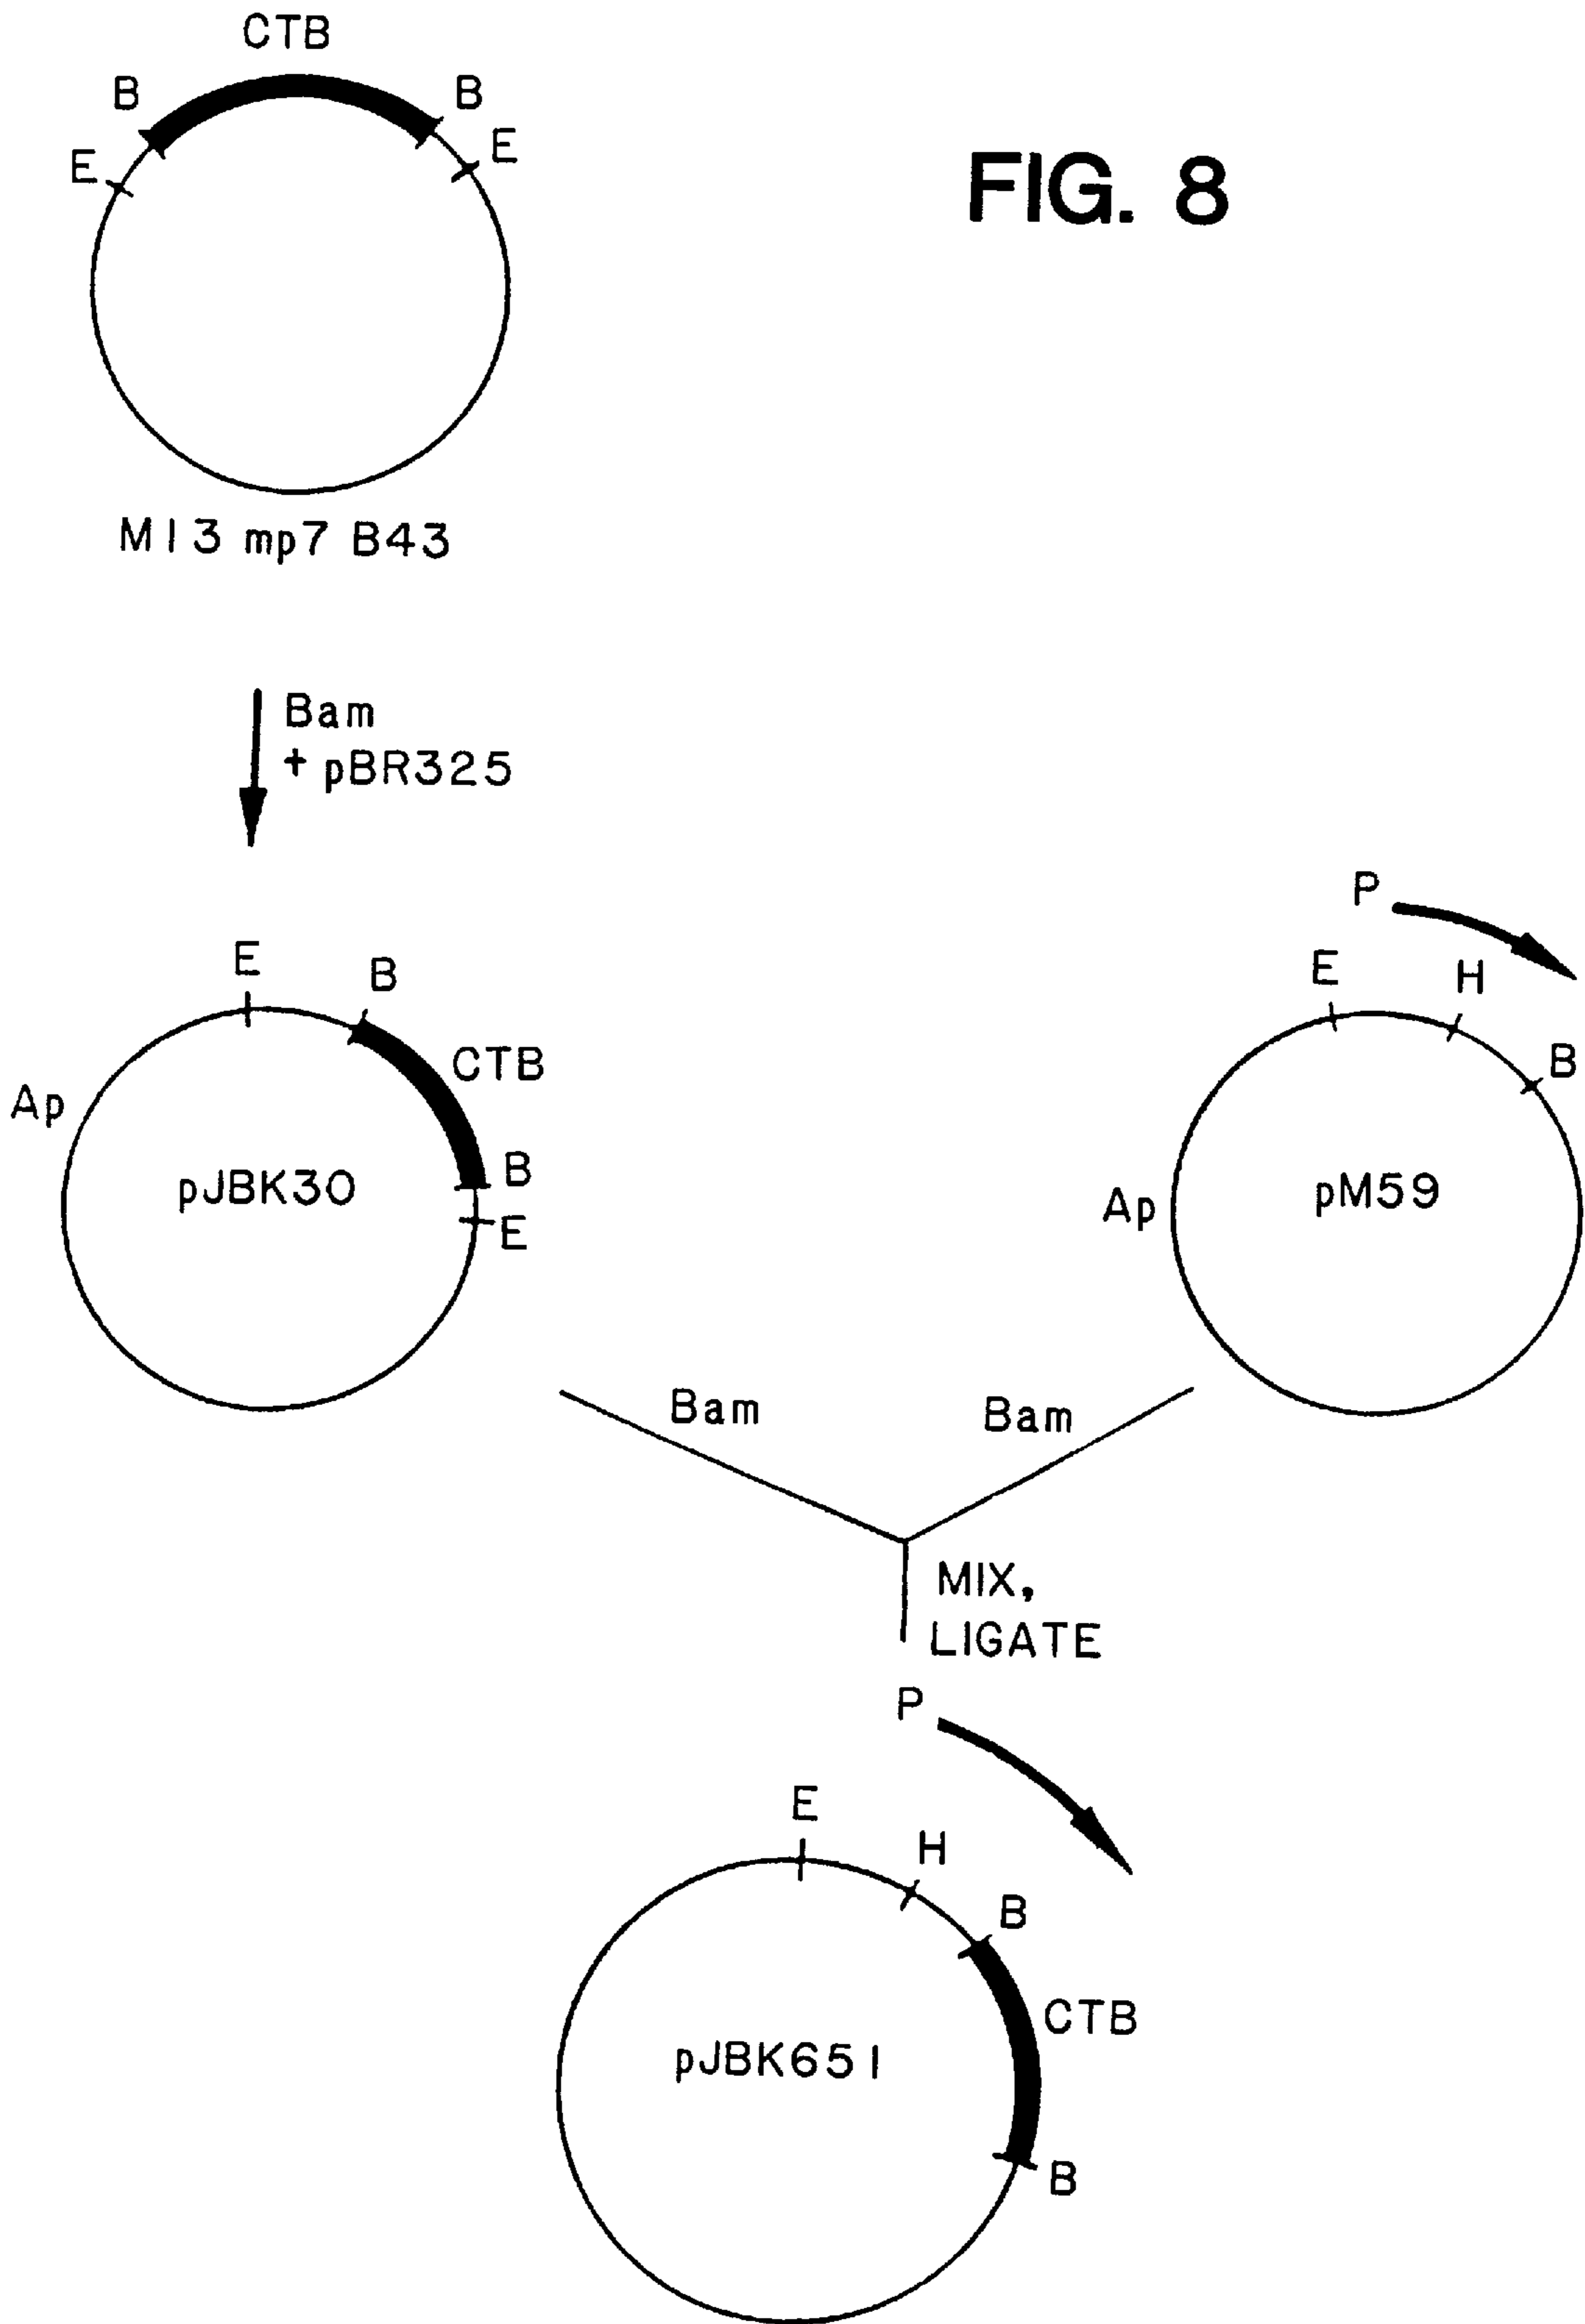 CTB
B
B
E
E
FIG. 8
M13 mp7 B43
Bam
+ pBR325
P
E
B
E
H
CTB
B
Ap
pJBK30
B
pM59
Ap
E
Bam
Bam
MIX,
LIGATE
P
E
H
B
CTB
pJBK651
B